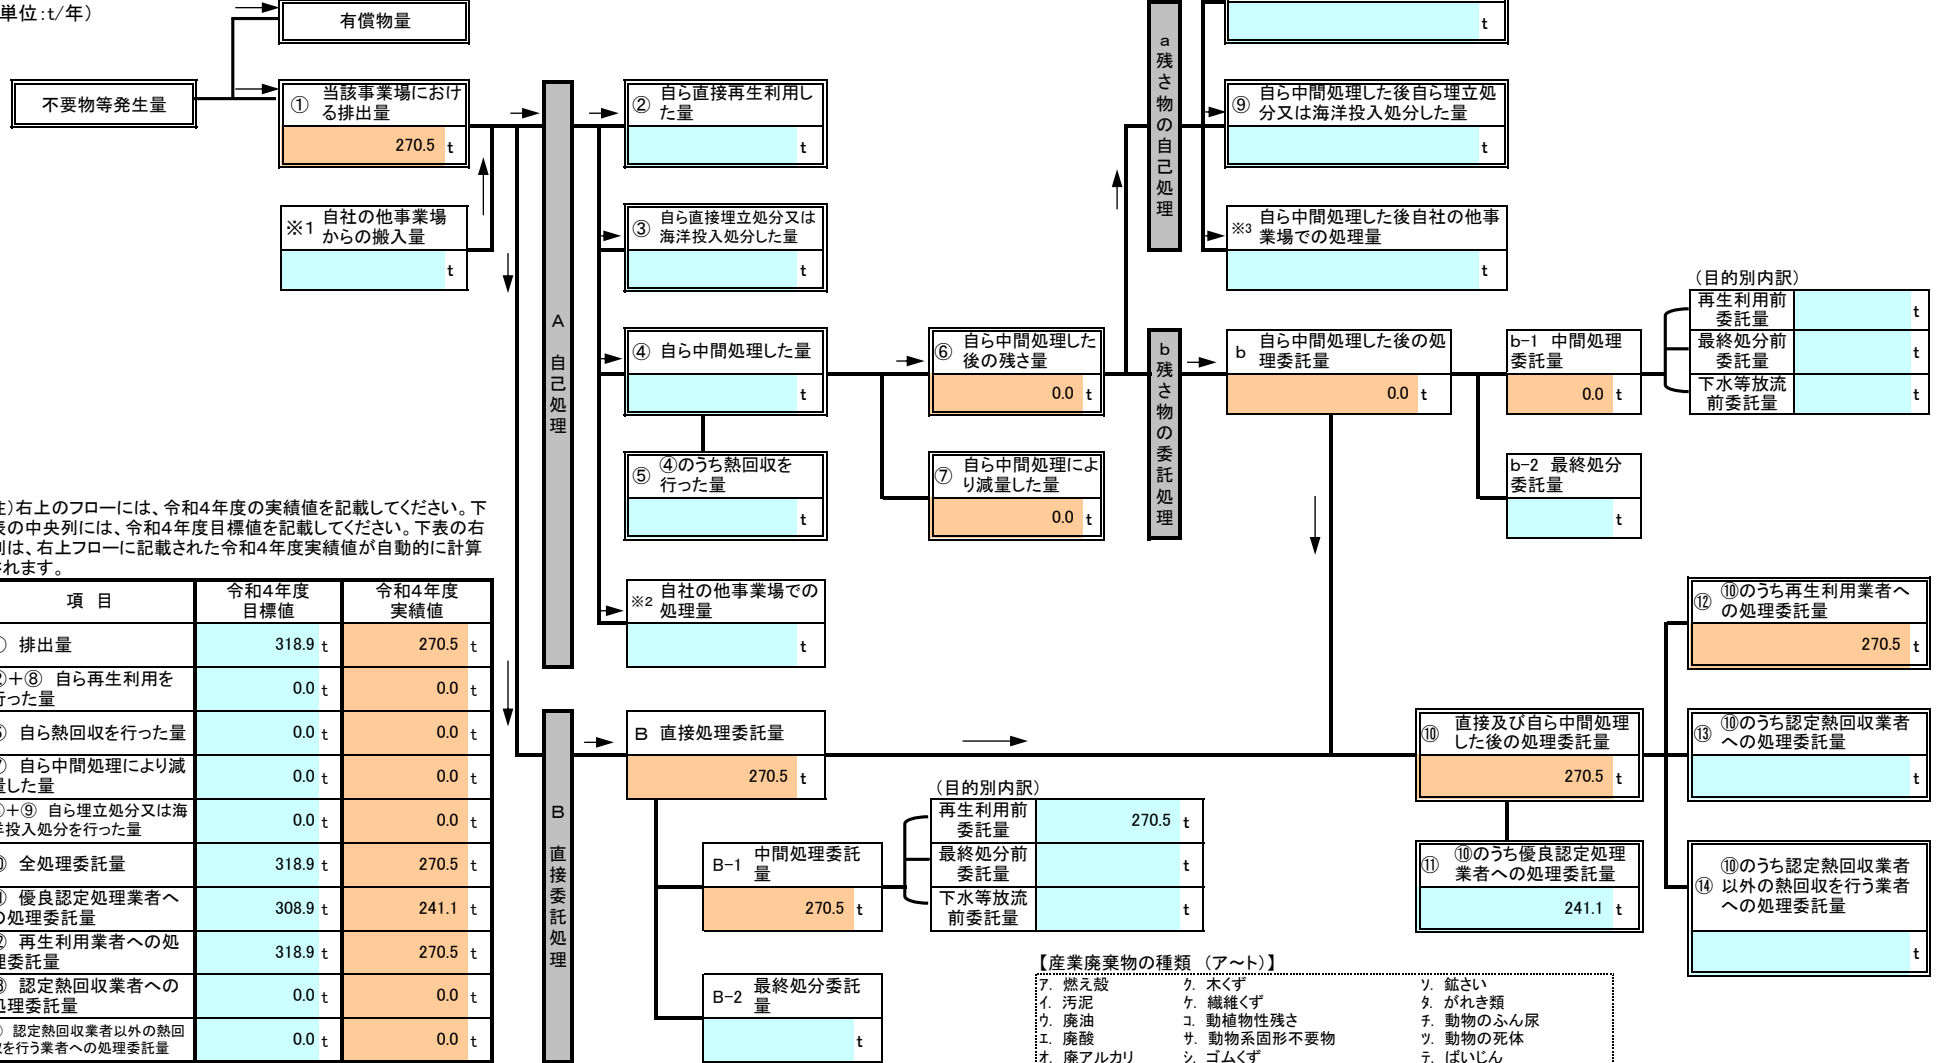 単位:t/年）
有償物量
不要物等発生量
① 当該事業場におけ
る排出量
270.5 t
※1 自社の他事業場
からの搬入量
t
A 自己処理
② 自ら直接再生利用し
た量
t
③ 自ら直接埋立処分又は
海洋投入処分した量
t
④ 自ら中間処理した量
t
⑤ ④のうち熱回収を
行った量
t
※2 自社の他事業場での
処理量
t
⑥ 自ら中間処理した
後の残さ量
0.0 t
⑦ 自ら中間処理によ
り減量した量
0.0 t
a 残さ物の自己処理
t
⑨ 自ら中間処理した後自ら埋立処
分又は海洋投入処分した量
t
※3 自ら中間処理した後自社の他事
業場での処理量
t
b 残さ物の委託処理
b 自ら中間処理した後の処
理委託量
0.0 t
b-1 中間処理
委託量
0.0 t
b-2 最終処分
委託量
t
（目的別内訳）
再生利用前
委託量
t
最終処分前
委託量
t
下水等放流
前委託量
t
注）右上のフローには、令和4年度の実績値を記載してください。下
表の中央列には、令和4年度目標値を記載してください。下表の右
列は、右上フローに記載された令和4年度実績値が自動的に計算
されます。
項 目
令和4年度
目標値
令和4年度
実績値
排出量 318.9 t 270.5 t
②+⑧ 自ら再生利用を
行った量 0.0 t 0.0 t
自ら熱回収を行った量 0.0 t 0.0 t
⑦ 自ら中間処理により減
量した量 0.0 t 0.0 t
+⑨ 自ら埋立処分又は海
洋投入処分を行った量 0.0 t 0.0 t
全処理委託量 318.9 t 270.5 t
優良認定処理業者へ
の処理委託量 308.9 t 241.1 t
再生利用業者への処
理委託量 318.9 t 270.5 t
認定熱回収業者への
処理委託量 0.0 t 0.0 t
認定熱回収業者以外の熱回
収を行う業者への処理委託量 0.0 t 0.0 t
B 直接委託処理
B 直接処理委託量
270.5 t
B-1 中間処理委託
量
270.5 t
B-2 最終処分委託
量
t
（目的別内訳）
再生利用前
委託量
270.5 t
最終処分前
委託量
t
下水等放流
前委託量
t
⑩ 直接及び自ら中間処理
した後の処理委託量
270.5 t
⑪ ⑩のうち優良認定処理
業者への処理委託量
241.1 t
⑫ ⑩のうち再生利用業者へ
の処理委託量
270.5 t
⑬ ⑩のうち認定熱回収業者
への処理委託量
t
⑭ ⑩のうち認定熱回収業者
以外の熱回収を行う業者
への処理委託量
t
【産業廃棄物の種類 （ア～ト）】
ア. 燃え殻 ク. 木くず ソ. 鉱さい
イ. 汚泥 ケ. 繊維くず タ. がれき類
ウ. 廃油 コ. 動植物性残さ チ. 動物のふん尿
エ. 廃酸 サ. 動物系固形不要物 ツ. 動物の死体
オ. 廃アルカリ シ. ゴムくず テ. ばいじん